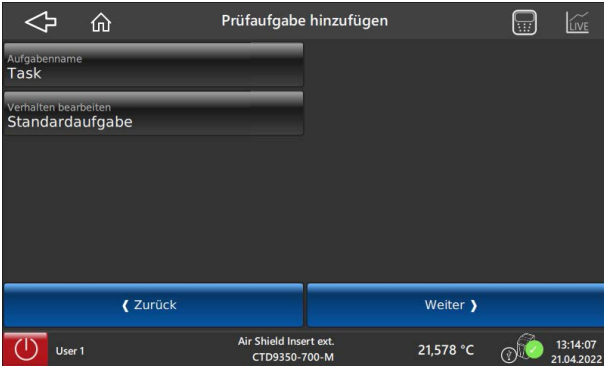 Prüfaufgabe hinzufügen
LIVE
Aufgabenname
Task
Verhalten bearbeiten
Standardaufgabe
❰ Zurück
Weiter ❱
User 1
Air Shield Insert ext.
CTD9350-700-M
21,578 °C
13:14:07
21.04.2022